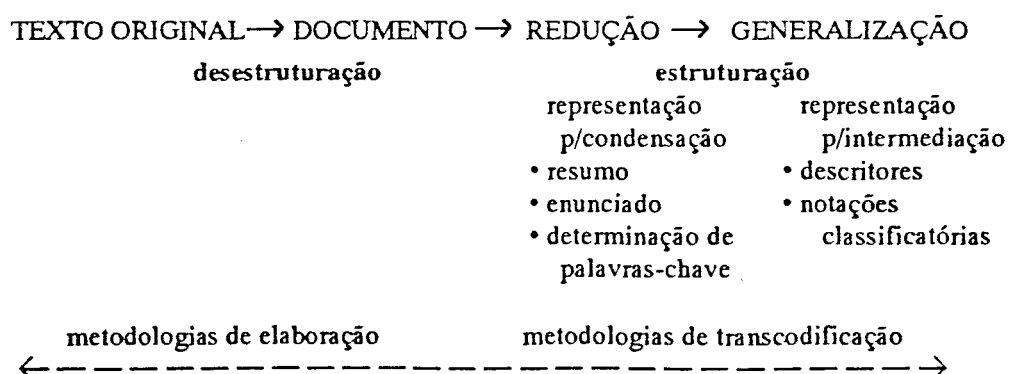 TEXTO ORIGINAL→ DOCUMENTO → REDUÇÃO → GENERALIZAÇÃO
desestruturação estruturação
representação representação
p/condensação p/intermediação
• resumo • descritores
• enunciado • notações
• determinação de classificatórias
palavras-chave
metodologias de elaboração metodologias de transcodificação